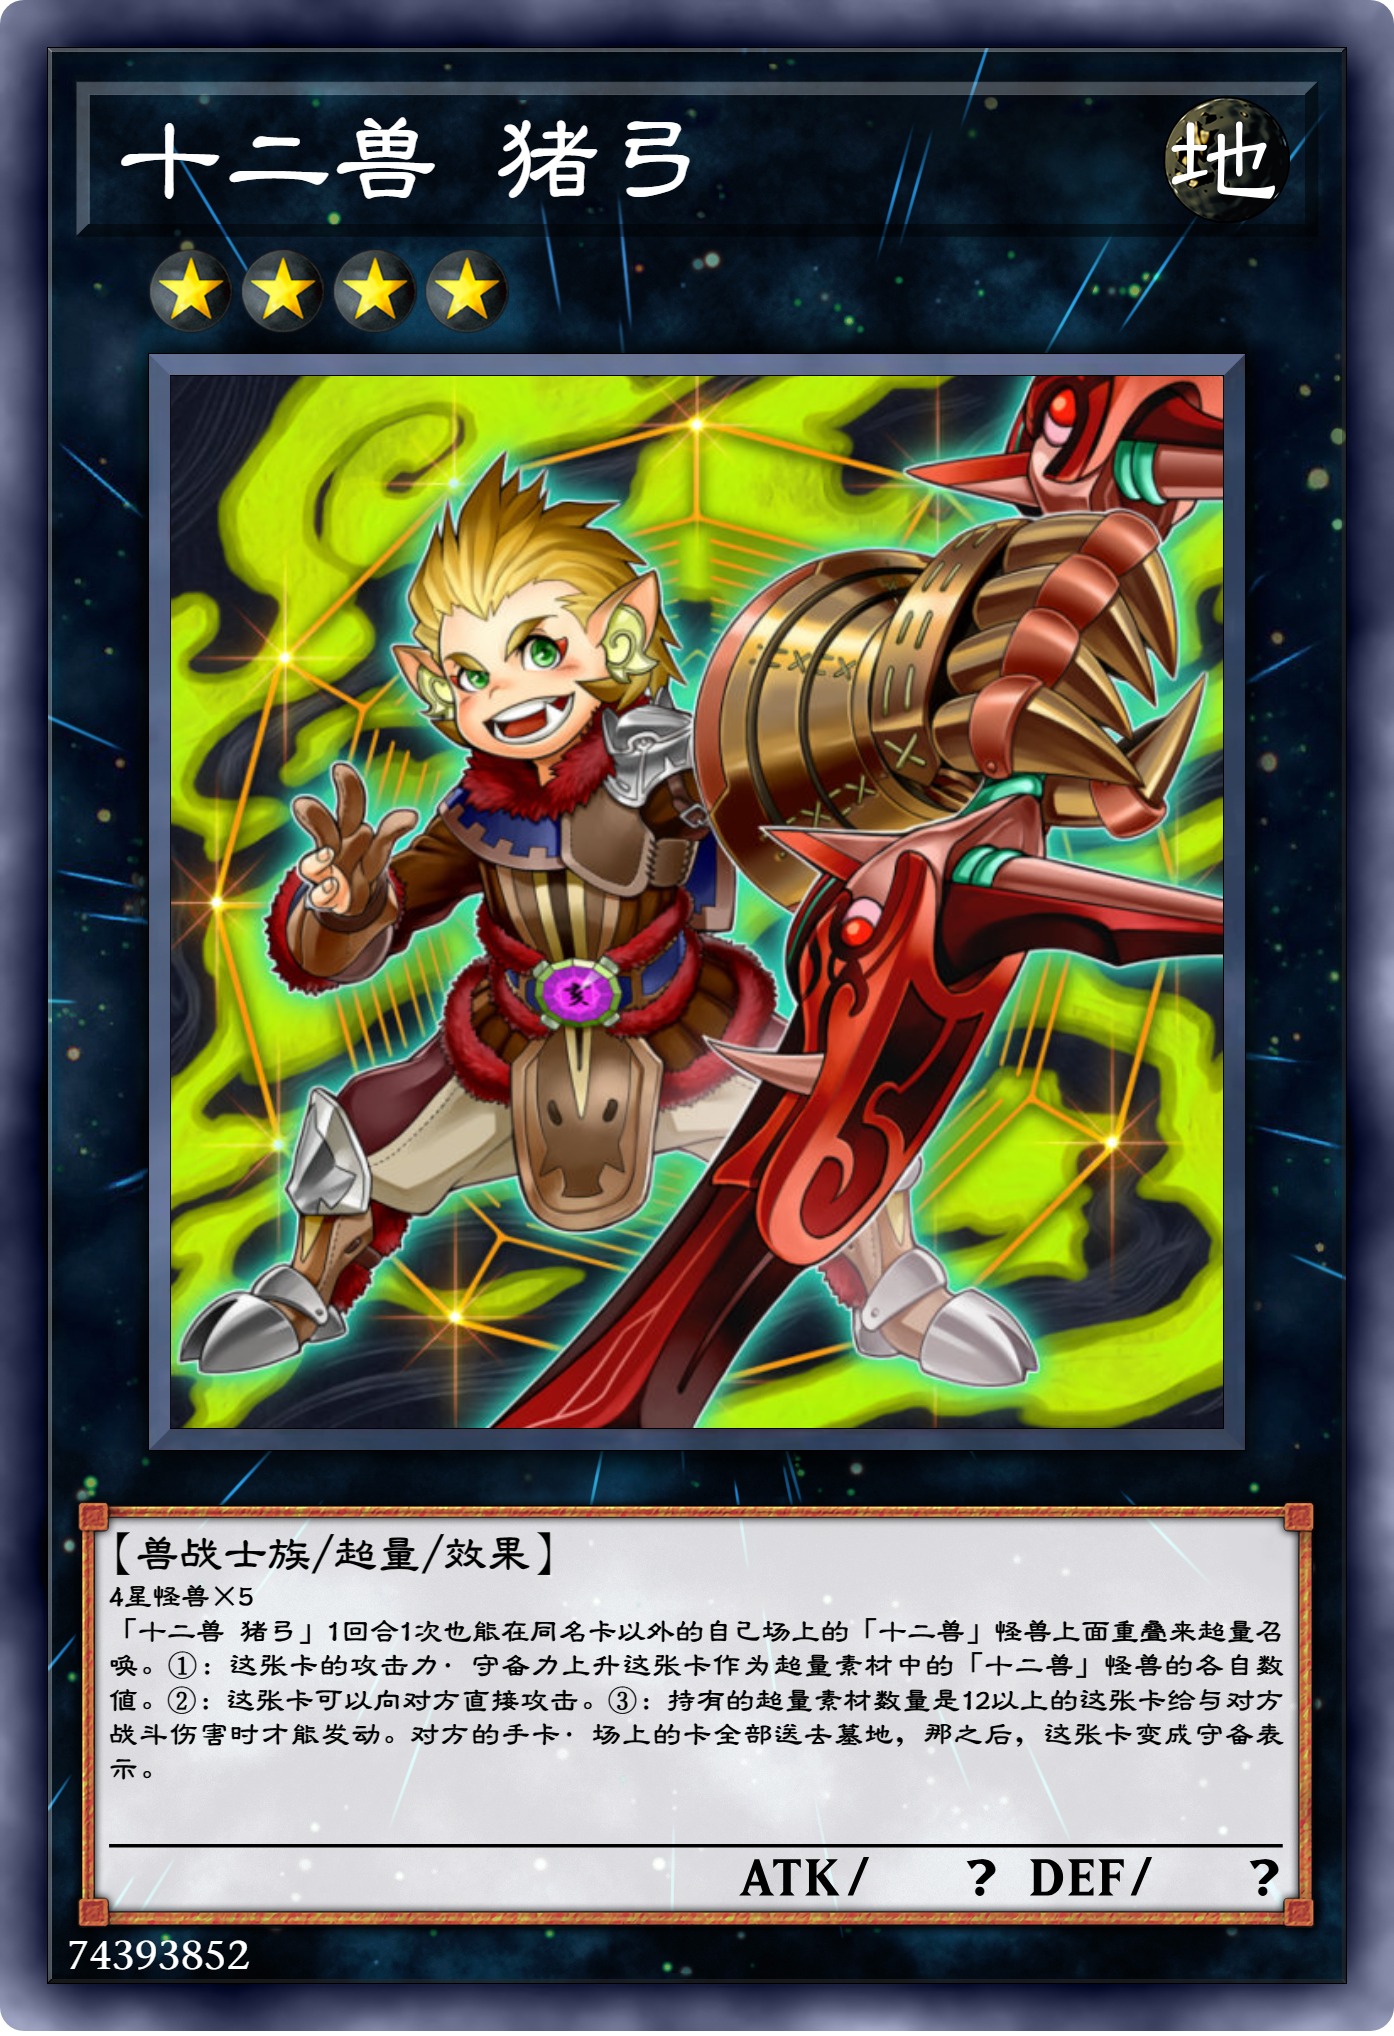 十二兽 猪弓
地
【兽战士族/超量/效果】
4星怪兽×5
「十二兽 猪弓」1回合1次也能在同名卡以外的自己场上的「十二兽」怪兽上面重叠来超量召
唤。①：这张卡的攻击力·守备力上升这张卡作为超量素材中的「十二兽」怪兽的各自数
值。②：这张卡可以向对方直接攻击。③：持有的超量素材数量是12以上的这张卡给与对方
战斗伤害时才能发动。对方的手卡·场上的卡全部送去墓地，那之后，这张卡变成守备表
示。
ATK/ ? DEF/ ?
74393852